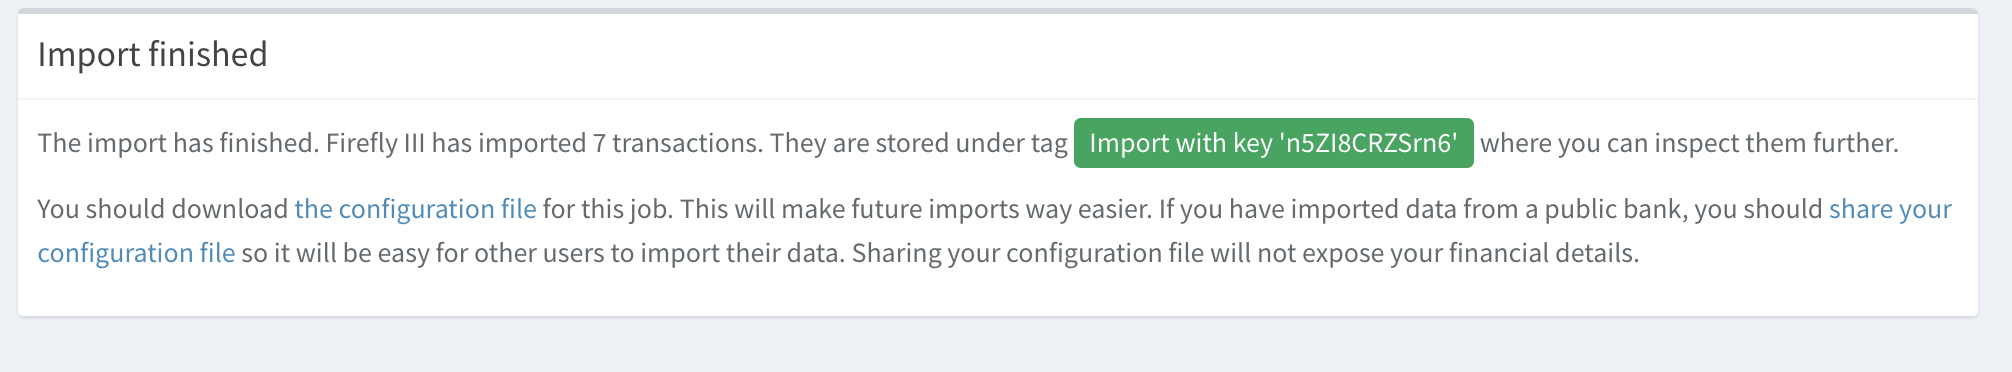 Import finished
The import has finished. Firefly III has imported 7 transactions. They are stored under tag Import with key 'n5ZI8CRZSrn6' where you can inspect them further.
You should download the configuration file for this job. This will make future imports way easier. If you have imported data from a public bank, you should share your
configuration file so it will be easy for other users to import their data. Sharing your configuration file will not expose your financial details.